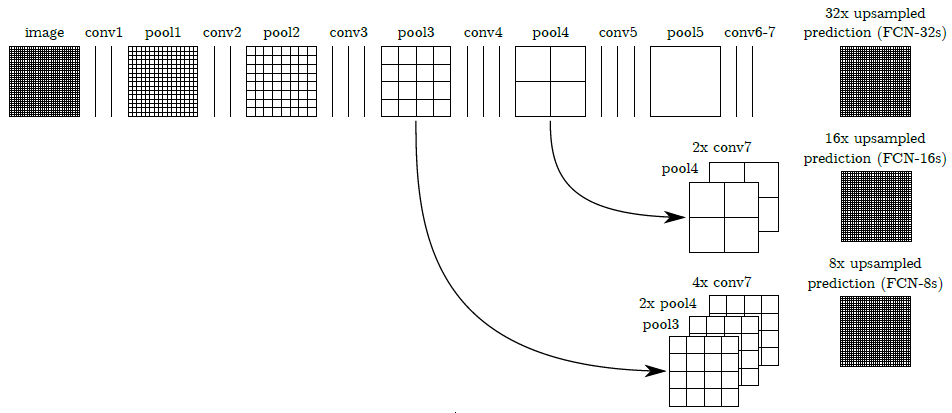 image conv1 pool1 conv2 pool2 conv3 pool3 conv4 pool4 conv5 pool5 conv6-7
32x upsampled
prediction (FCN-32s)
2x conv7
pool4
16x upsampled
prediction (FCN-16s)
4x conv7
2x pool4
pool3
8x upsampled
prediction (FCN-8s)